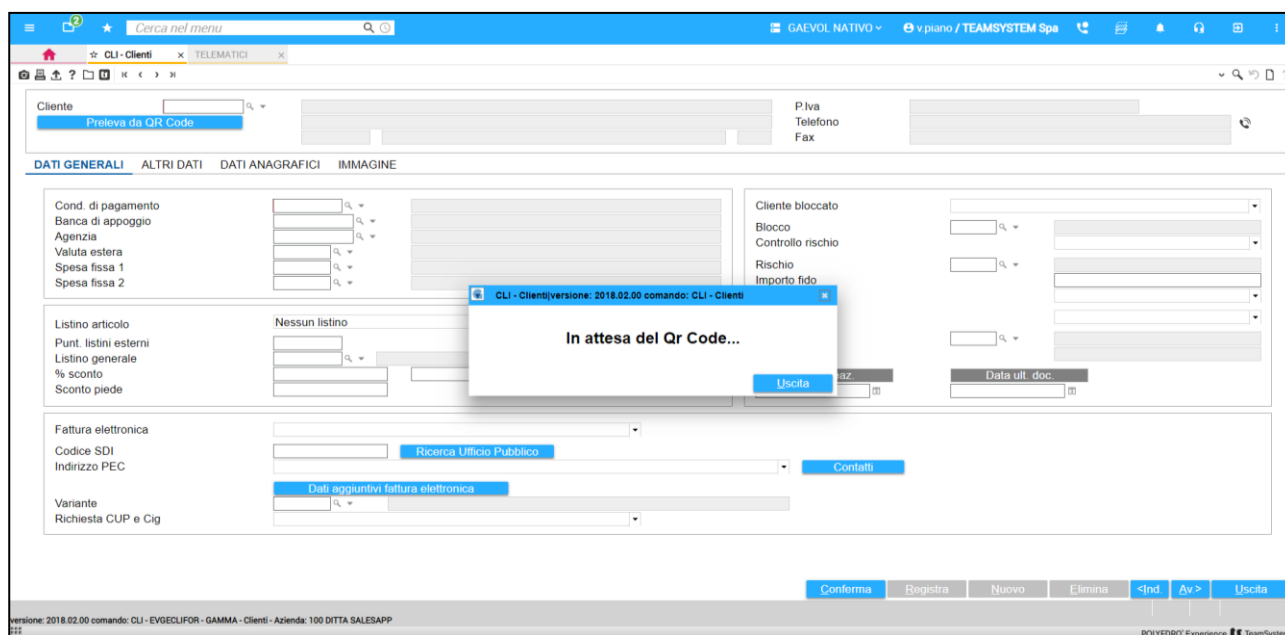 2
Cerca nel menu
GAEVOL NATIVO
v.piano / TEAMSYSTEM Spa
CLI - Clienti x
TELEMATICI x
Cliente
P.Iva
Preleva da QR Code
Telefono
Fax
DATI GENERALI ALTRI DATI DATI ANAGRAFICI IMMAGINE
Cond. di pagamento
Banca di appoggio
Agenzia
Valuta estera
Spesa fissa 1
Spesa fissa 2
Cliente bloccato
Blocco
Controllo rischio
Rischio
Importo fido
CLI - Clienti|versione: 2018.02.00 comando: CLI - Clienti
In attesa del Qr Code...
Uscita
Listino articolo
Nessun listino
Punt. listini esterni
Listino generale
% sconto
Sconto piede
az.
Data ult. doc.
Fattura elettronica
Codice SDI
Ricerca Ufficio Pubblico
Indirizzo PEC
Contatti
Dati aggiuntivi fattura elettronica
Variante
Richiesta CUP e Cig
Conferma Registra Nuovo Elimina <Ind. Av.> Uscita
versione: 2018.02.00 comando: CLI - EVGECLIFOR - GAMMA - Clienti - Azienda: 100 DITTA SALESAPP
POLYEDRO Experience TeamSystem